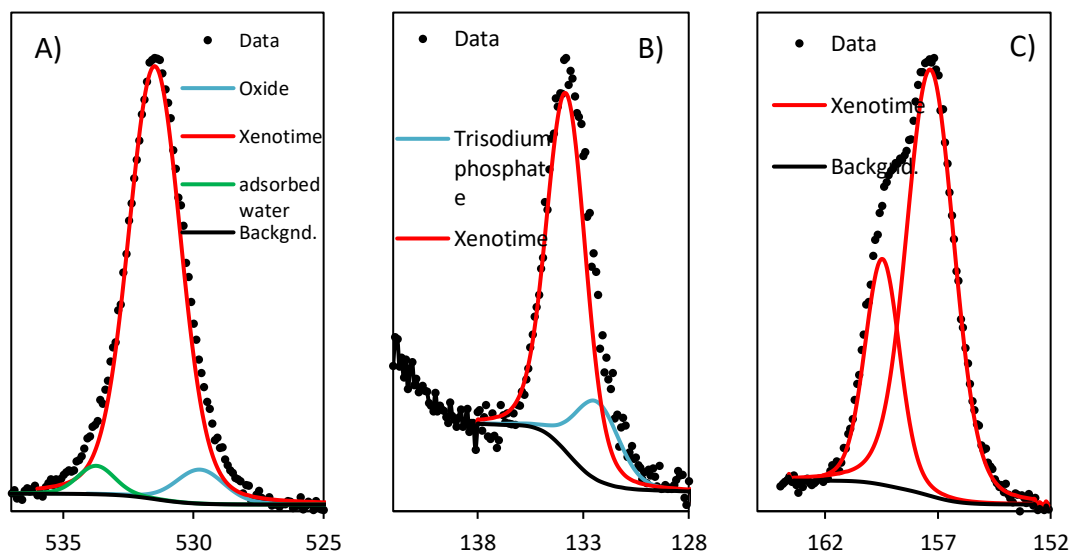 A)
Data
Oxide
Xenotime
adsorbed
water
Backgnd.
535
530
525
B)
Data
Trisodium
phosphat
e
Xenotime
138
133
128
C)
Data
Xenotime
Backgnd.
162
157
152